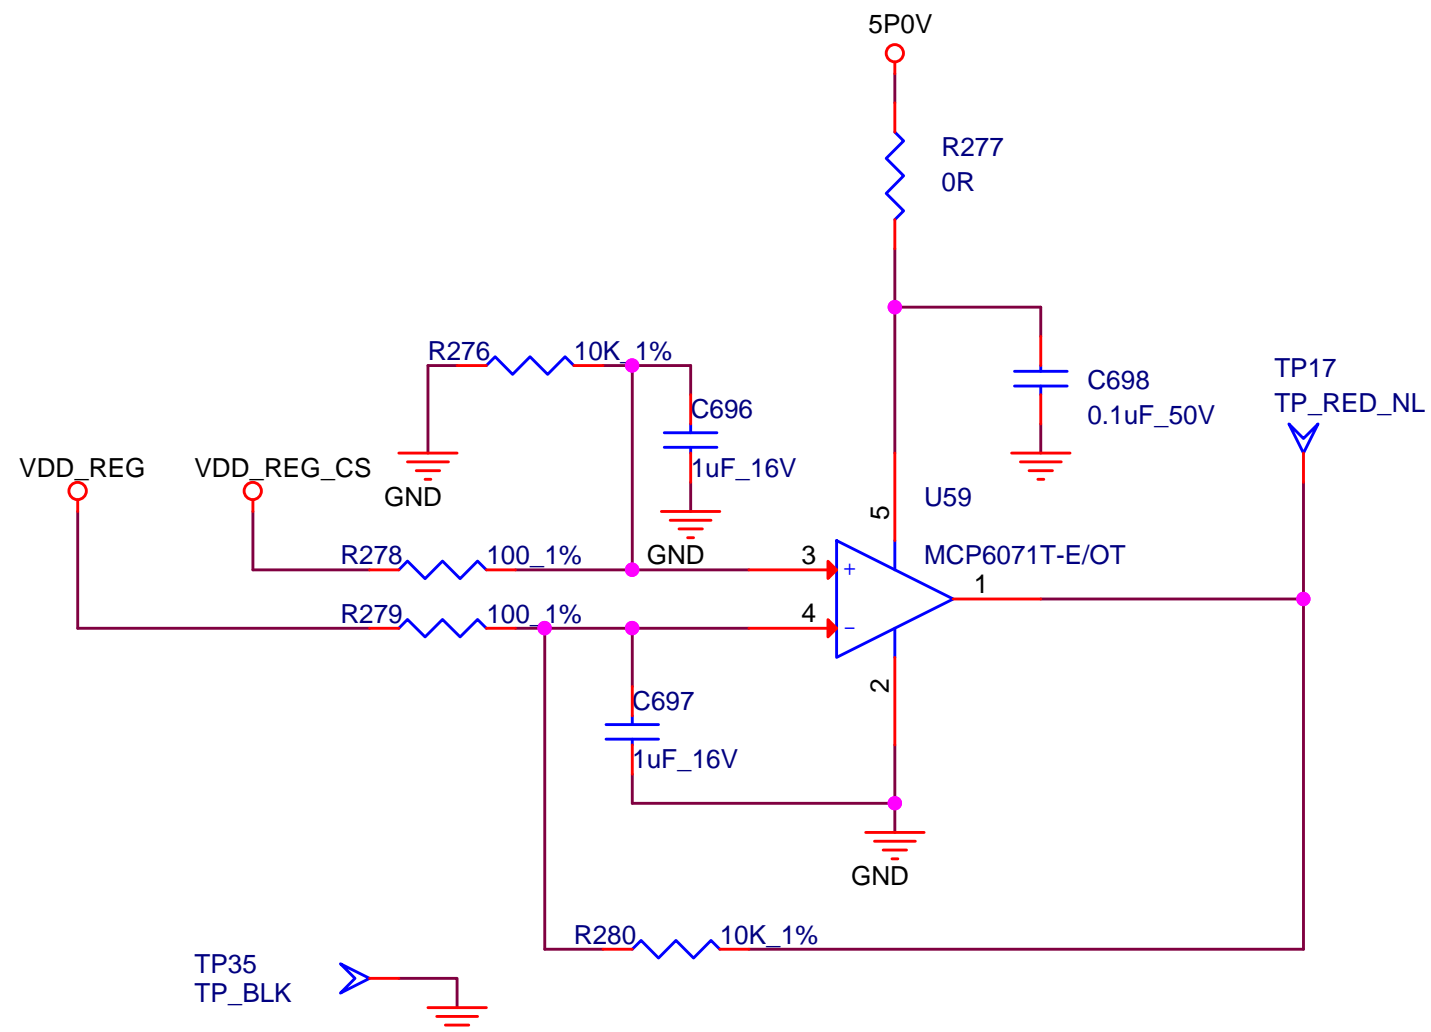 5P0V
R277
0R
R276
10K_1%
C696
1uF_16V
C698
0.1uF_50V
TP17
TP_RED_NL
VDD_REG
VDD_REG_CS
GND
5
U59
R278
100_1%
GND
3
MCP6071T-E/OT
+
1
R279
100_1%
4
−
2
C697
1uF_16V
GND
R280
10K_1%
TP35
TP_BLK